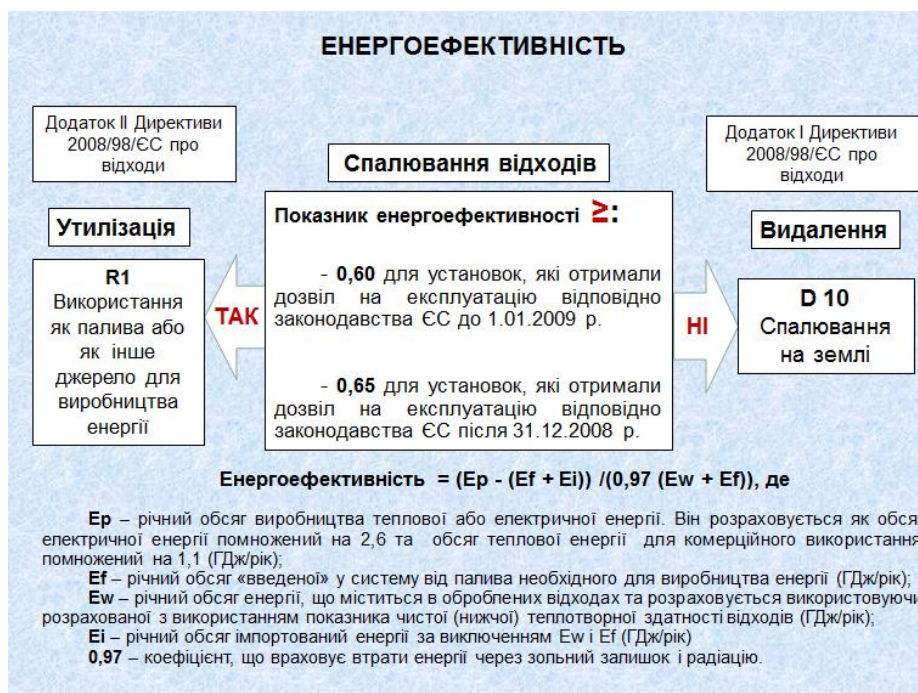 ЕНЕРГОЕФЕКТИВНІСТЬ
Додаток II Директиви
2008/98/ЄС про
відходи
Додаток I Директиви
2008/98/ЄС про
відходи
Спалювання відходів
Утилізація
Видалення
R1
Використання
як палива або
як інше
джерело для
виробництва
енергії
ТАК
Показник енергоефективності ≥:
- 0,60 для установок, які отримали
дозвіл на експлуатацію відповідно
законодавства ЄС до 1.01.2009 р.
- 0,65 для установок, які отримали
дозвіл на експлуатацію відповідно
законодавства ЄС після 31.12.2008 р.
НІ
D 10
Спалювання
на землі
Енергоефективність = (Ep - (Ef + Ei)) /(0,97 (Ew + Ef)), де
Ep – річний обсяг виробництва теплової або електричної енергії. Він розраховується як обся
електричної енергії помножений на 2,6 та обсяг теплової енергії для комерційного використання
помножений на 1,1 (ГДж/рік);
Ef – річний обсяг «введеної» у систему від палива необхідного для виробництва енергії (ГДж/рік);
Ew – річний обсяг енергії, що міститься в оброблених відходах та розраховується використовуючи
розрахованої з використанням показника чистої (нижчої) теплотворної здатності відходів (ГДж/рік);
Ei – річний обсяг імпортований енергії за виключенням Ew і Ef (ГДж/рік)
0,97 – коефіцієнт, що враховує втрати енергії через зольний залишок і радіацію.